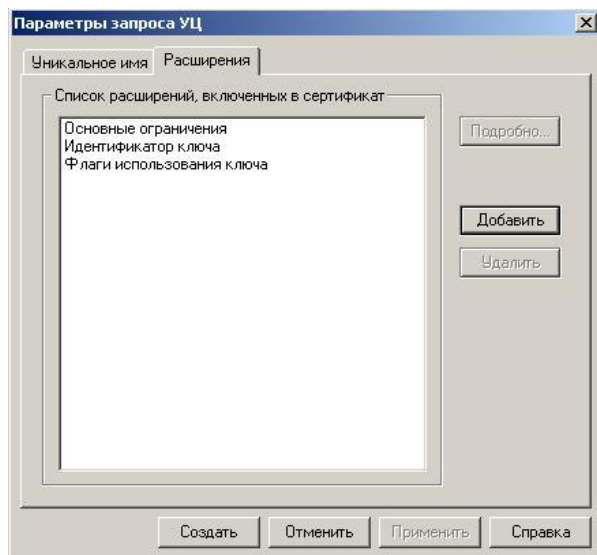 Параметры запроса УЦ
Уникальное имя Расширения
Список расширений, включенных в сертификат
Основные ограничения
Идентификатор ключа
Флаги использования ключа
Подробно...
Добавить
Удалить
Создать Отменить Применить Справка